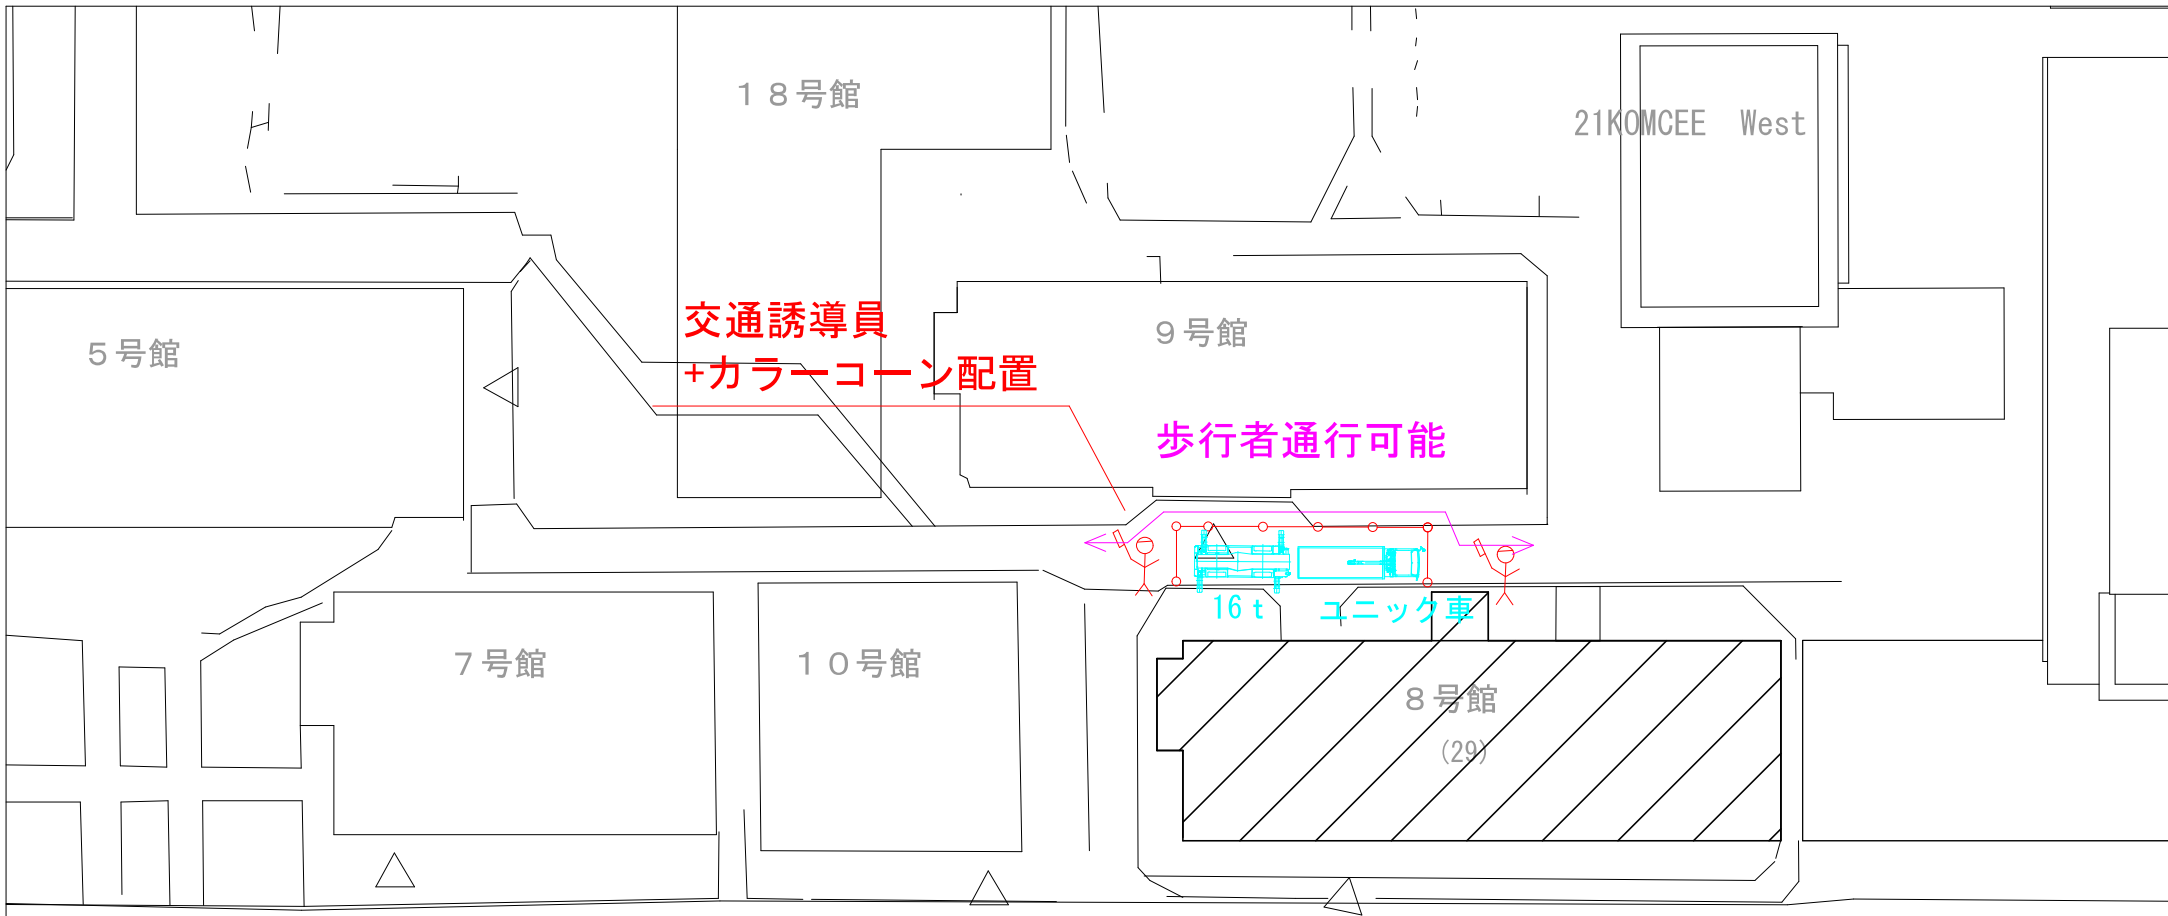 １８号館
21KOMCEE West
交通誘導員
+カラーコーン配置
９号館
５号館
歩行者通行可能
16ｔ ユニック車
７号館
１０号館
８号館
(29)